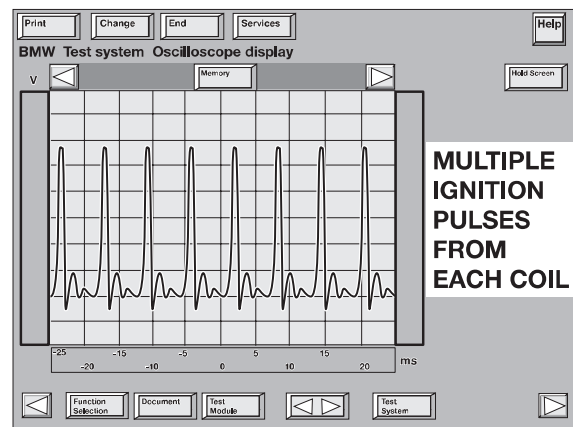 Print Change End Services Help
BMW Test system Oscilloscope display
V Memory Hold Screen
MULTIPLE
IGNITION
PULSES
FROM
EACH COIL
-25 -15 -5 5 15
-20 -10 0 10 20 ms
Function
Selection
Document
Test
Module
Test
System